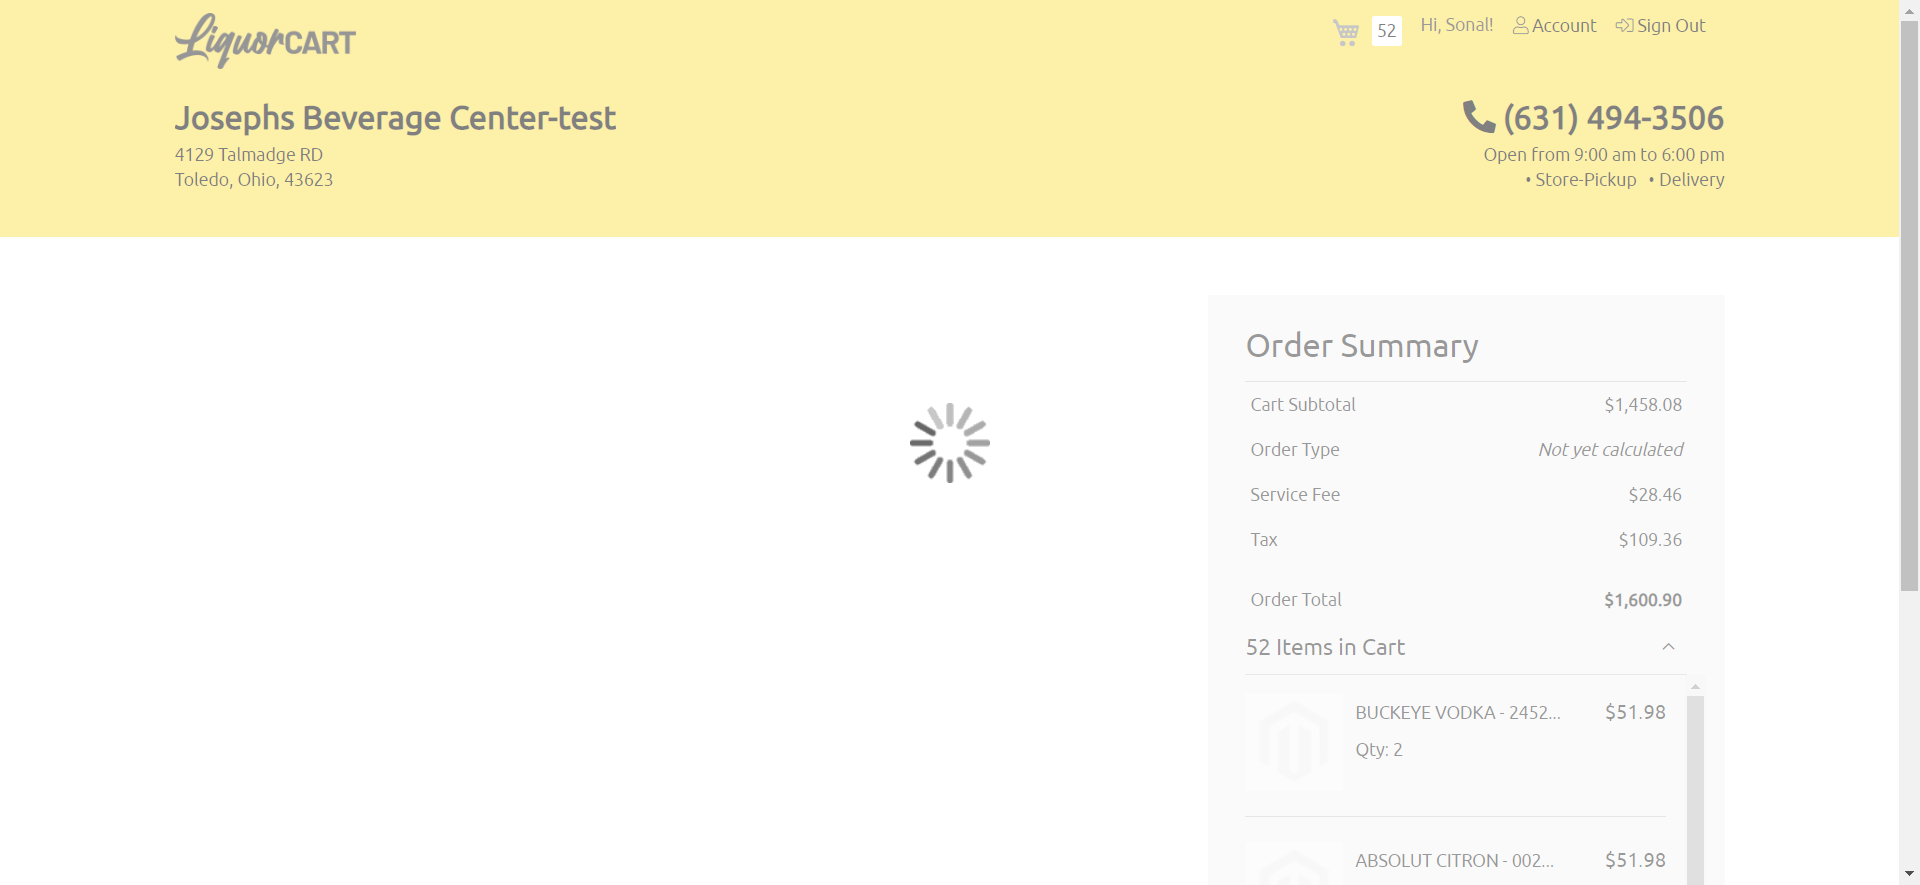 LiquorCART
52
Hi, Sonal!
Account
Sign Out
Josephs Beverage Center-test
4129 Talmadge RD
Toledo, Ohio, 43623
(631) 494-3506
Open from 9:00 am to 6:00 pm
• Store-Pickup • Delivery
Order Summary
Cart Subtotal $1,458.08
Order Type Not yet calculated
Service Fee $28.46
Tax $109.36
Order Total $1,600.90
52 Items in Cart
BUCKEYE VODKA - 2452... $51.98
Qty: 2
ABSOLUT CITRON - 002... $51.98